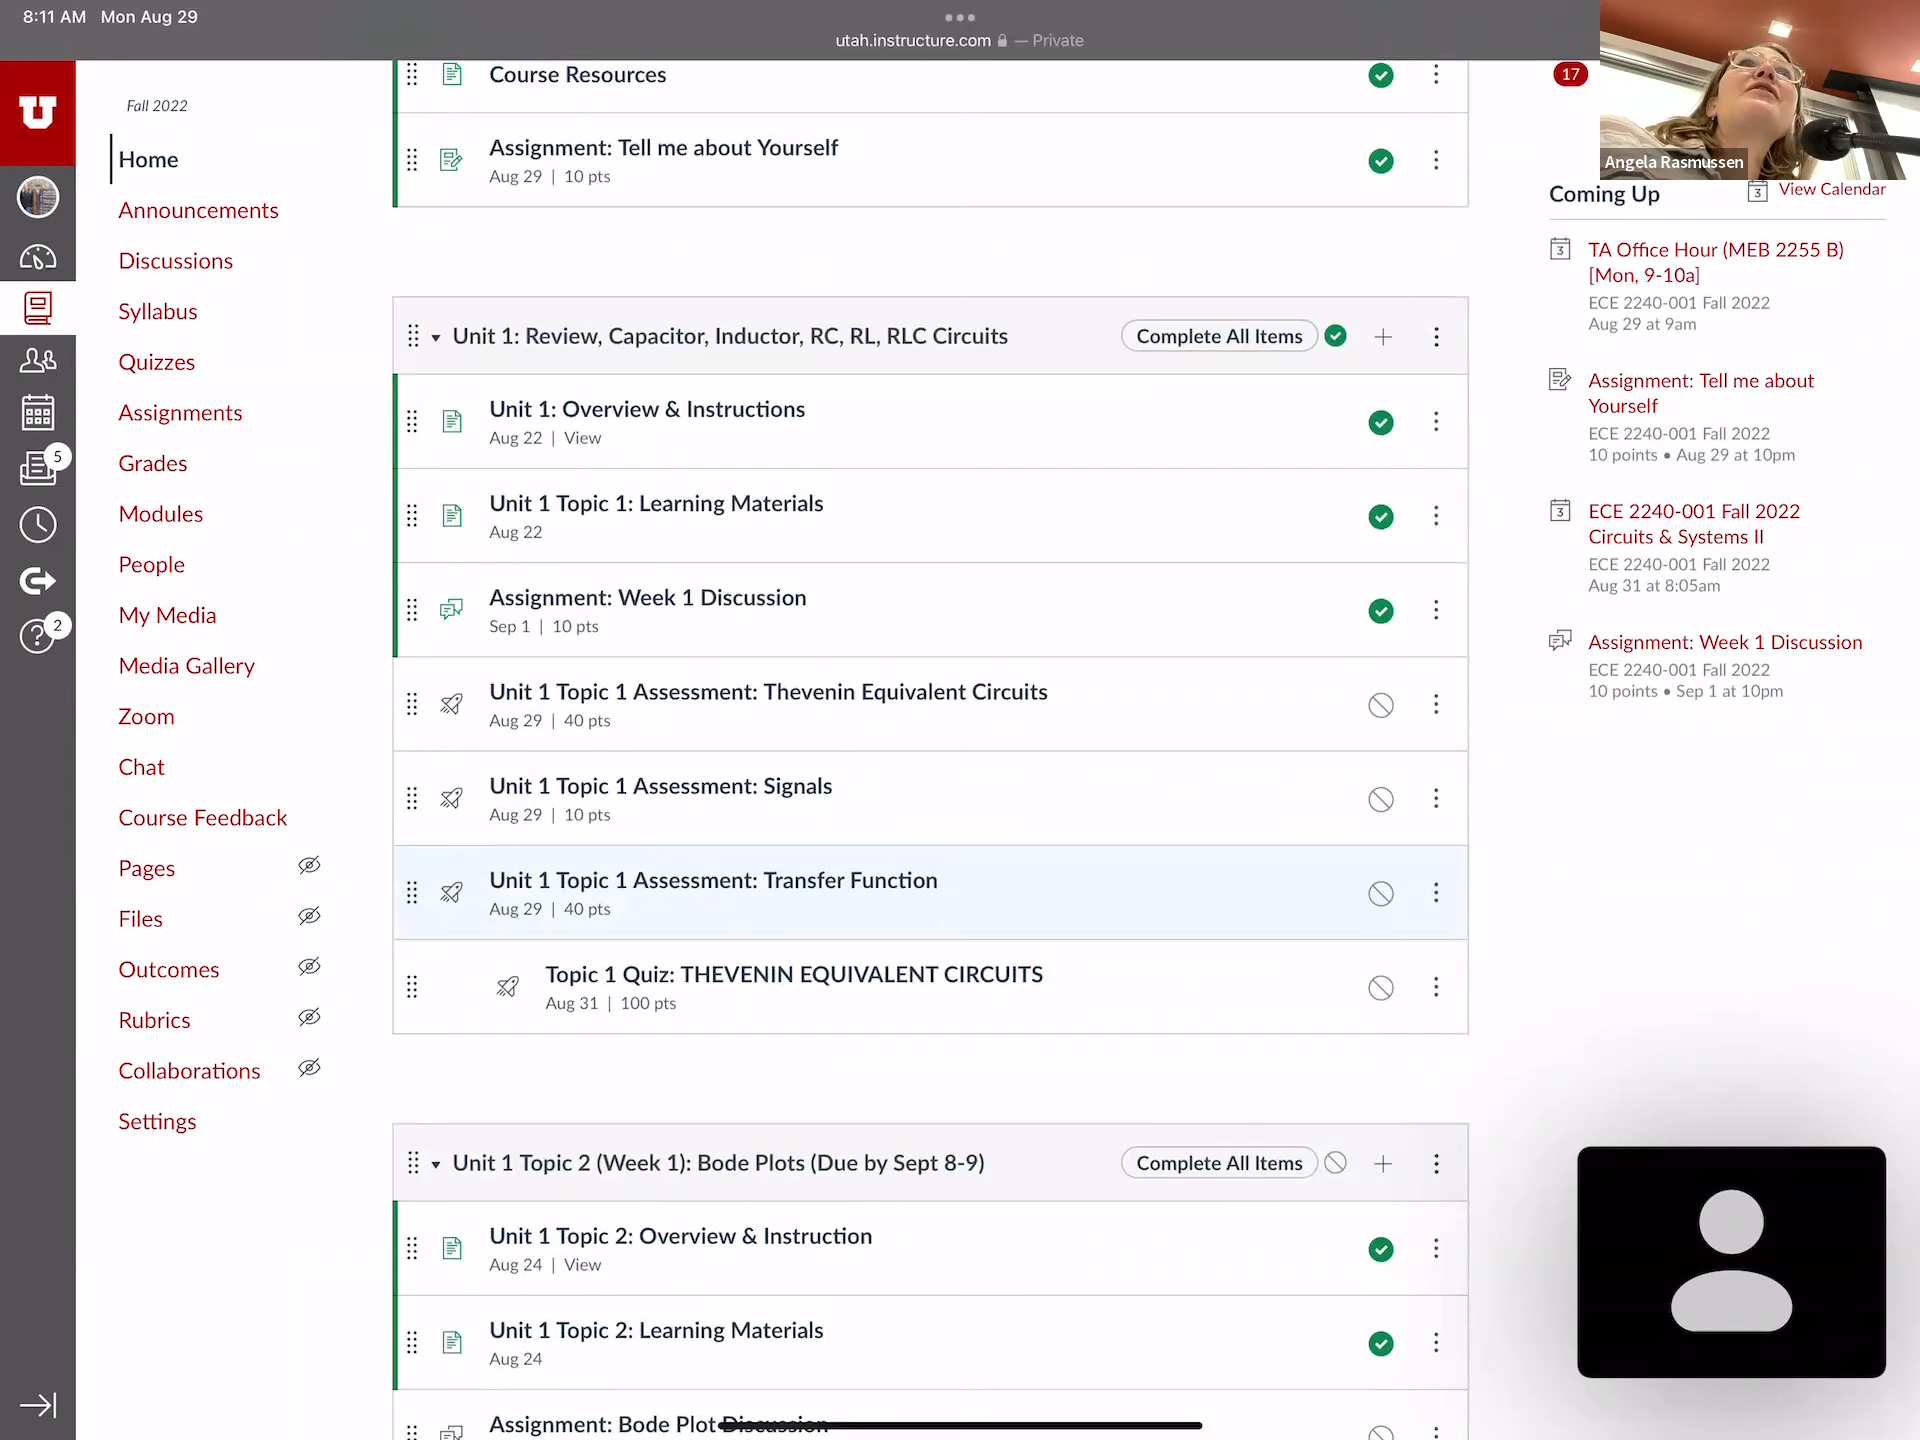 8:11 AM Mon Aug 29
utah.instructure.com — Private
U
5
2
Fall 2022
Home
Announcements
Discussions
Syllabus
Quizzes
Assignments
Grades
Modules
People
My Media
Media Gallery
Zoom
Chat
Course Feedback
Pages
Files
Outcomes
Rubrics
Collaborations
Settings
Course Resources
Assignment: Tell me about Yourself
Aug 29 | 10 pts
Unit 1: Review, Capacitor, Inductor, RC, RL, RLC Circuits
Complete All Items
Unit 1: Overview & Instructions
Aug 22 | View
Unit 1 Topic 1: Learning Materials
Aug 22
Assignment: Week 1 Discussion
Sep 1 | 10 pts
Unit 1 Topic 1 Assessment: Thevenin Equivalent Circuits
Aug 29 | 40 pts
Unit 1 Topic 1 Assessment: Signals
Aug 29 | 10 pts
Unit 1 Topic 1 Assessment: Transfer Function
Aug 29 | 40 pts
Topic 1 Quiz: THEVENIN EQUIVALENT CIRCUITS
Aug 31 | 100 pts
Unit 1 Topic 2 (Week 1): Bode Plots (Due by Sept 8-9)
Complete All Items
Unit 1 Topic 2: Overview & Instruction
Aug 24 | View
Unit 1 Topic 2: Learning Materials
Aug 24
Assignment: Bode Plot Discussion
17
Angela Rasmussen
Coming Up
3 View Calendar
3
TA Office Hour (MEB 2255 B)
[Mon, 9-10a]
ECE 2240-001 Fall 2022
Aug 29 at 9am
Assignment: Tell me about
Yourself
ECE 2240-001 Fall 2022
10 points • Aug 29 at 10pm
3
ECE 2240-001 Fall 2022
Circuits & Systems II
ECE 2240-001 Fall 2022
Aug 31 at 8:05am
Assignment: Week 1 Discussion
ECE 2240-001 Fall 2022
10 points • Sep 1 at 10pm